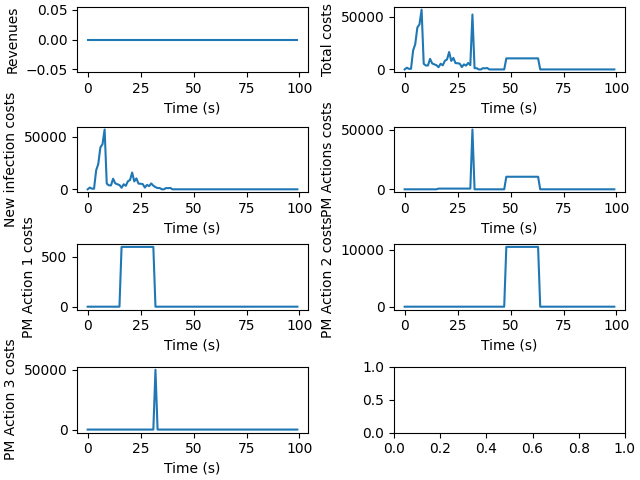 Revenues
0.05
0.00
−0.05
0 25 50 75 100
Time (s)
Total costs
50000
0
0 25 50 75 100
Time (s)
New infection costs
50000
0
0 25 50 75 100
Time (s)
PM Actions costs
50000
0
0 25 50 75 100
Time (s)
PM Action 1 costs
500
0
0 25 50 75 100
Time (s)
PM Action 2 costs
10000
0
0 25 50 75 100
Time (s)
PM Action 3 costs
50000
0
0 25 50 75 100
Time (s)
1.0
0.5
0.0
0.0 0.2 0.4 0.6 0.8 1.0